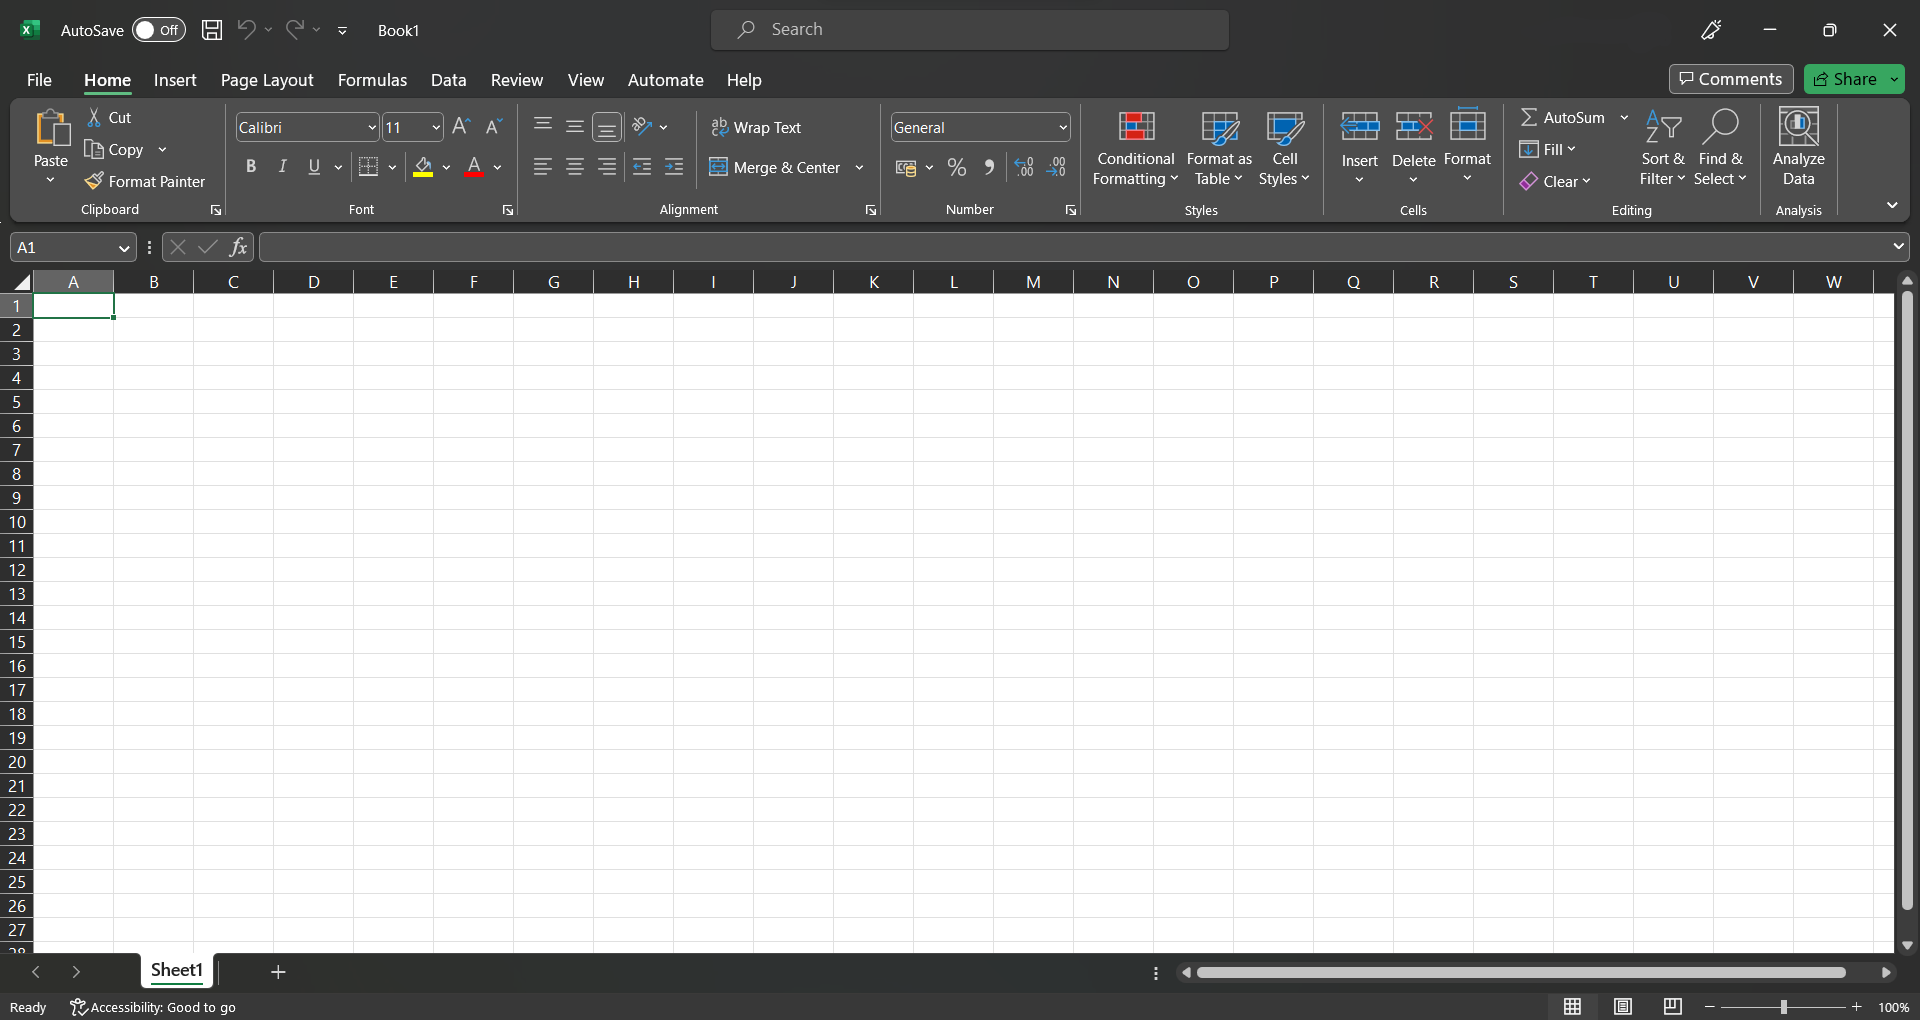 AutoSave Off Book1 Search
File Home Insert Page Layout Formulas Data Review View Automate Help Comments Share
Paste
Cut
Copy
Format Painter
Clipboard
Calibri 11
B I U A
Font
ab Wrap Text
Merge & Center
Alignment
General
% .00 .00
Number
Conditional Formatting
Format as Table
Cell Styles
Styles
Insert Delete Format
Cells
AutoSum
Fill
Clear
Sort & Filter
Find & Select
Editing
Analyze Data
Analysis
A1 fx
A B C D E F G H I J K L M N O P Q R S T U V W
1
2
3
4
5
6
7
8
9
10
11
12
13
14
15
16
17
18
19
20
21
22
23
24
25
26
27
28
Sheet1
Ready Accessibility: Good to go 100%